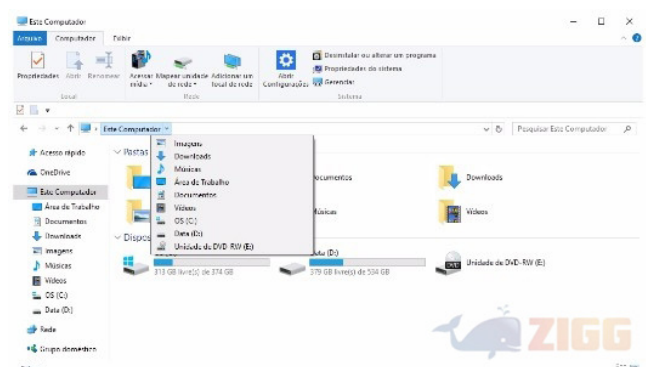 Este Computador
Arquivo Computador Exibir
Propriedades Abrir Renomear
Acessar mídia
Mapear unidade de rede
Adicionar um local de rede
Abrir Configurações
Desinstalar ou alterar um programa
Propriedades do sistema
Gerenciar
Local Rede Sistema
Este Computador
Pesquisar Este Computador
Acesso rápido
OneDrive
Este Computador
Área de Trabalho
Documentos
Downloads
Imagens
Músicas
Vídeos
OS (C:)
Data (D:)
Rede
Grupo doméstico
Pastas
Imagens
Downloads
Músicas
Área de Trabalho
Documentos
Vídeos
OS (C:)
Data (D:)
Unidade de DVD-RW (E:)
Downloads
Vídeos
Dispos
313 GB livre(s) de 374 GB
379 GB livre(s) de 534 GB
Unidade de DVD-RW (E:)
DVD
ZIGG